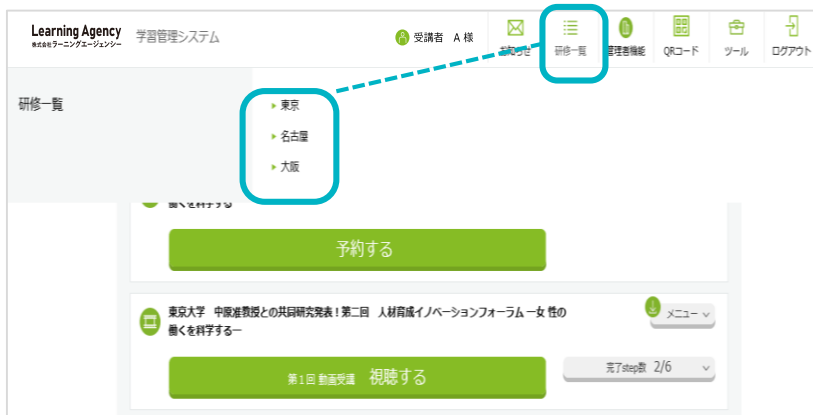 Learning Agency
株式会社ラーニングエージェンシー
学習管理システム
受講者 A 様
お知らせ
研修一覧
管理者機能
QRコード
ツール
ログアウト
研修一覧
東京
名古屋
大阪
働くを科学する
予約する
東京大学 中原准教授との共同研究発表!第二回 人材育成イノベーションフォーラム ー女 性の
働くを科学するー
メニュー
第1回 動画受講 視聴する
完了step数 2/6